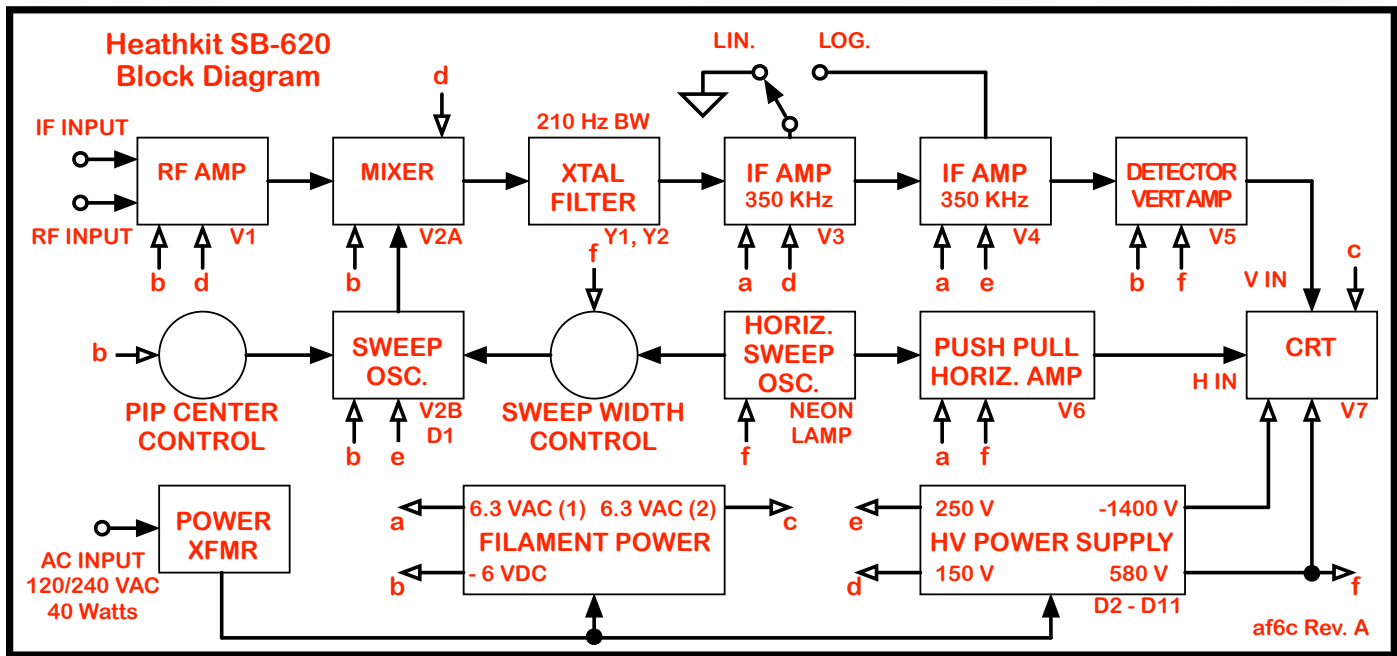 Heathkit SB-620
Block Diagram
LIN.
LOG.
d
IF INPUT
RF INPUT
RF AMP
V1
b
d
MIXER
V2A
b
210 Hz BW
XTAL
FILTER
Y1, Y2
IF AMP
350 KHz
V3
a
d
IF AMP
350 KHz
V4
a
e
DETECTOR
VERT AMP
V5
b
f
V IN
c
b
PIP CENTER
CONTROL
SWEEP
OSC.
V2B
D1
b
e
f
SWEEP WIDTH
CONTROL
HORIZ.
SWEEP
OSC.
NEON
LAMP
f
PUSH PULL
HORIZ. AMP
V6
a
f
H IN
CRT
V7
POWER
XFMR
AC INPUT
120/240 VAC
40 Watts
a
6.3 VAC (1)
6.3 VAC (2)
c
FILAMENT POWER
b
- 6 VDC
e
250 V
-1400 V
HV POWER SUPPLY
d
150 V
580 V
f
D2 - D11
af6c Rev. A